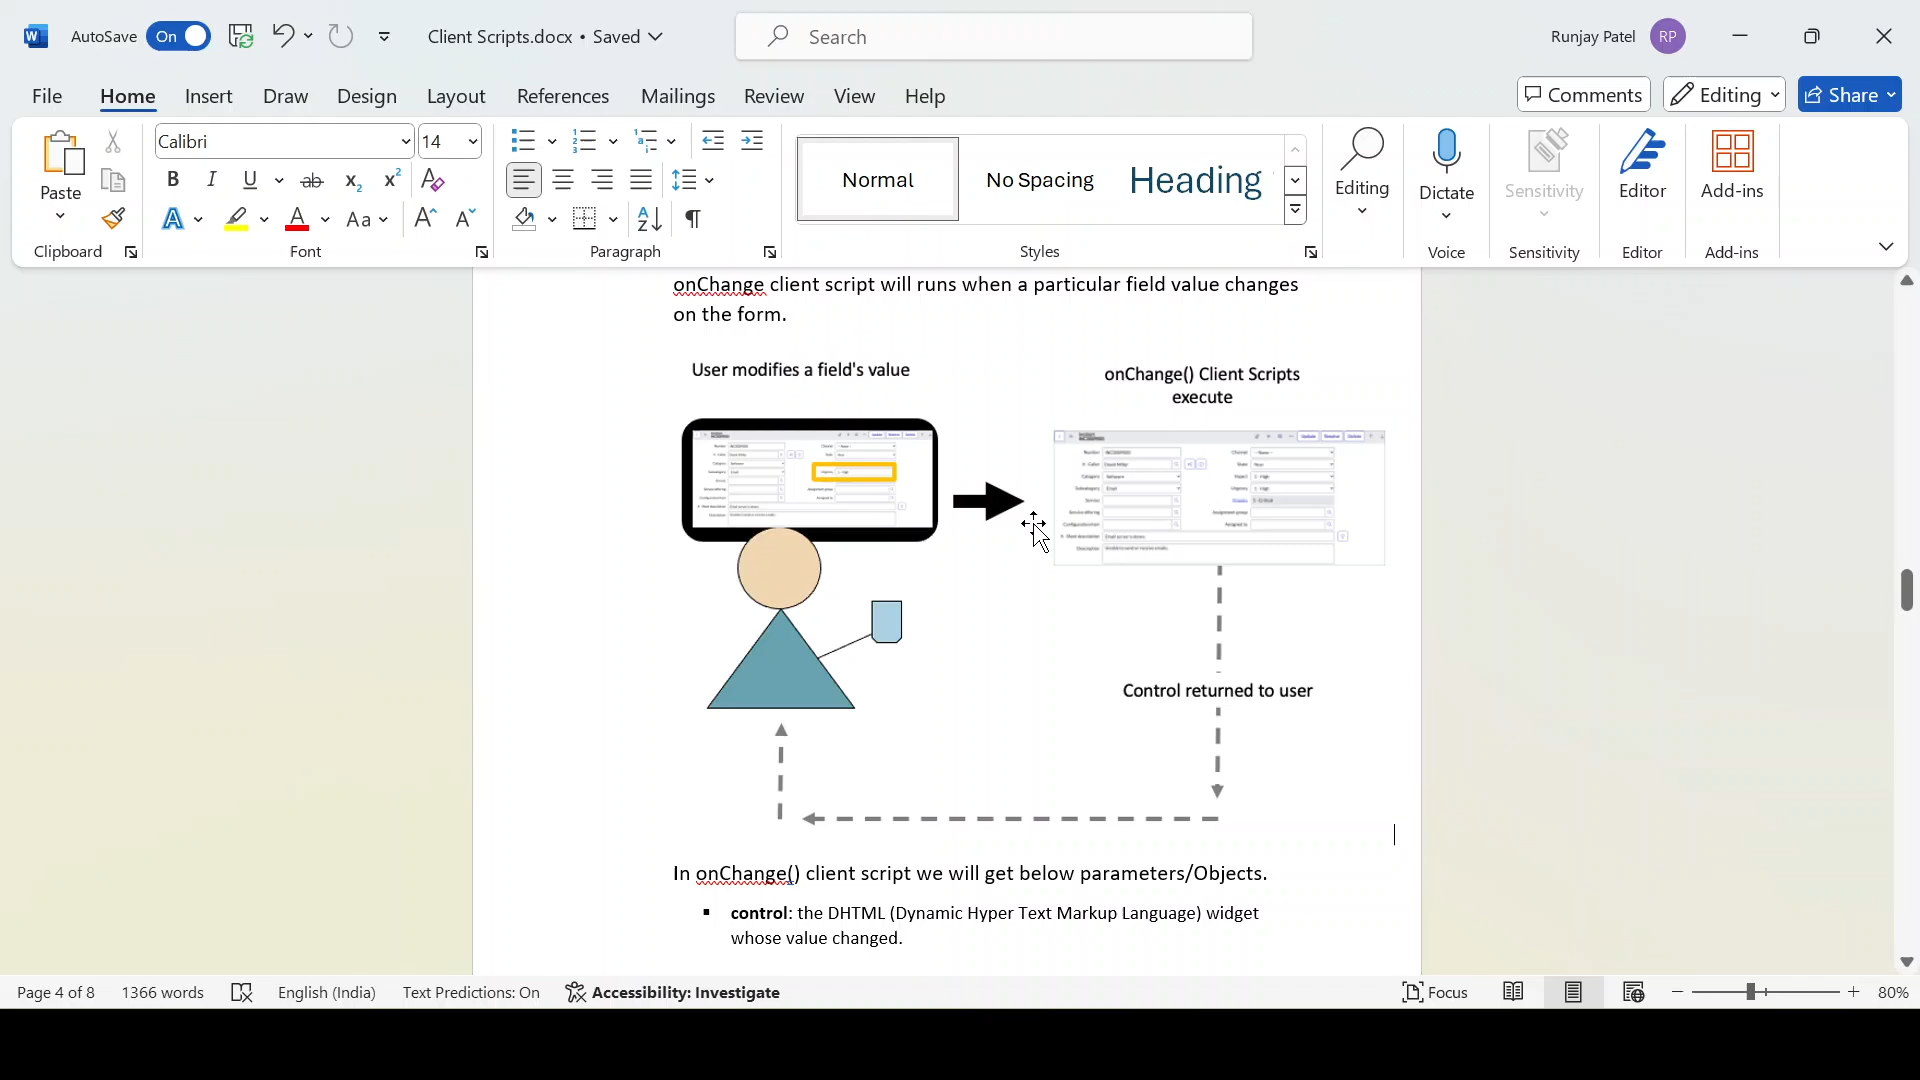 AutoSave On Client Scripts.docx • Saved Search Runjay Patel RP
File Home Insert Draw Design Layout References Mailings Review View Help Comments Editing Share
Paste
Clipboard
Calibri 14
B I U ab x₂ x² A
A A Aa A A
Font
Paragraph
Normal No Spacing Heading
Styles
Editing
Dictate
Voice
Sensitivity
Sensitivity
Editor
Editor
Add-ins
Add-ins
onChange client script will runs when a particular field value changes
on the form.
User modifies a field's value
onChange() Client Scripts
execute
Control returned to user
In onChange() client script we will get below parameters/Objects.
▪ control: the DHTML (Dynamic Hyper Text Markup Language) widget
whose value changed.
Page 4 of 8 1366 words English (India) Text Predictions: On Accessibility: Investigate Focus 80%